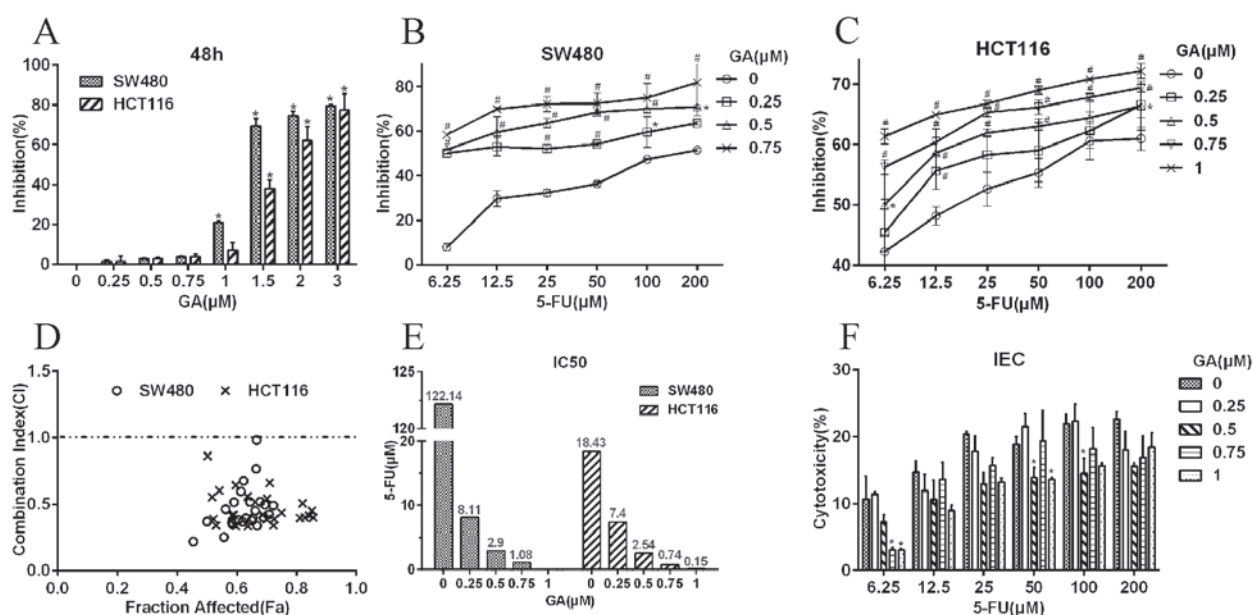 A
48h
SW480
HCT116
Inhibition(%)
100
80
60
40
20
0
* * * * * * *
0 0.25 0.5 0.75 1 1.5 2 3
GA(μM)
B
SW480
GA(μM)
0
0.25
0.5
0.75
Inhibition(%)
100
80
60
40
20
0
6.25 12.5 25 50 100 200
5-FU(μM)
C
HCT116
GA(μM)
0
0.25
0.5
0.75
1
Inhibition(%)
70
60
50
40
6.25 12.5 25 50 100 200
5-FU(μM)
D
SW480 HCT116
Combination Index(CI)
1.5
1.0
0.5
0.0
0.0 0.2 0.4 0.6 0.8 1.0
Fraction Affected(Fa)
E
IC50
SW480
HCT116
5-FU(μM)
125
120
20
15
10
5
0
122.14
8.11
2.9
1.08
18.43
7.4
2.54
0.74
0.15
0 0.25 0.5 0.75 1 0 0.25 0.5 0.75 1
GA(μM)
F
IEC
GA(μM)
0
0.25
0.5
0.75
1
Cytotoxicity(%)
30
20
10
0
6.25 12.5 25 50 100 200
5-FU(μM)